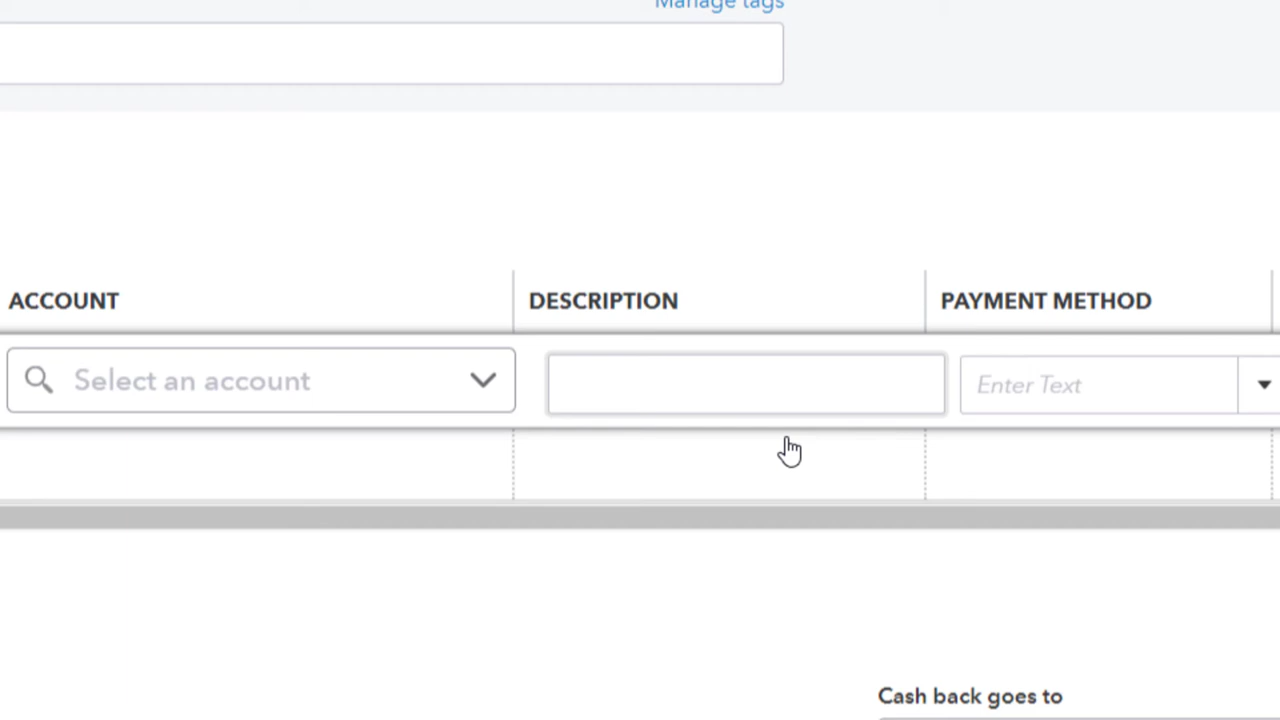 Manage tags
ACCOUNT DESCRIPTION PAYMENT METHOD
Select an account Enter Text
Cash back goes to